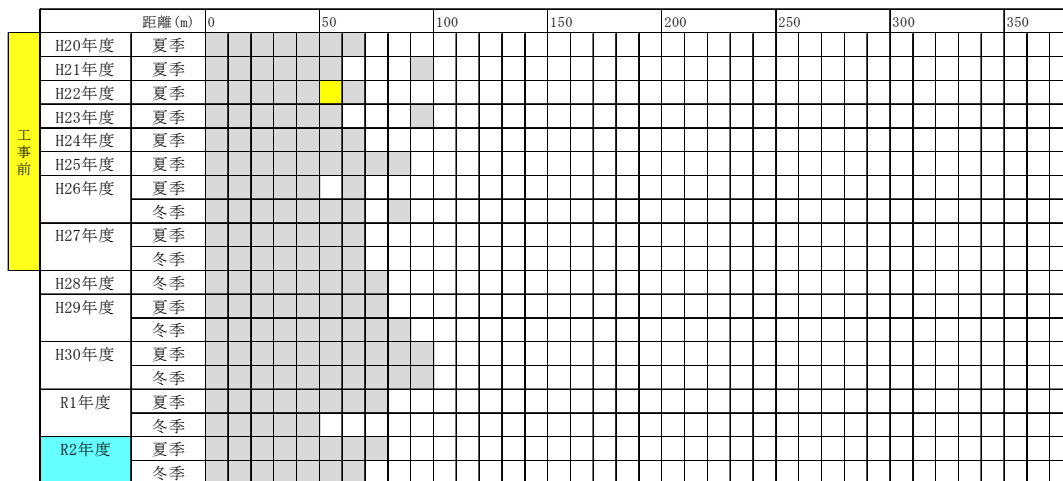 距離(m) 0 50 100 150 200 250 300 350
工事前
H20年度 夏季
H21年度 夏季
H22年度 夏季
H23年度 夏季
H24年度 夏季
H25年度 夏季
H26年度 夏季
冬季
H27年度 夏季
冬季
H28年度 冬季
H29年度 夏季
冬季
H30年度 夏季
冬季
R1年度 夏季
冬季
R2年度 夏季
冬季